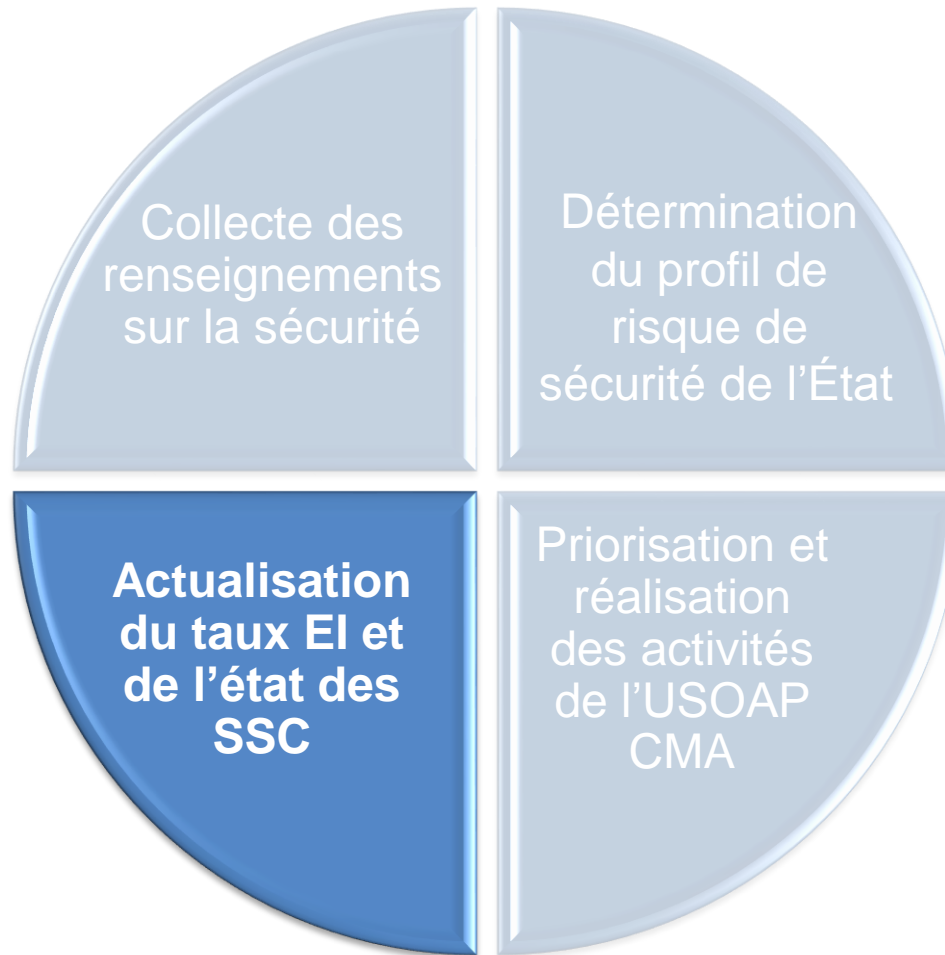 Collecte des
renseignements
sur la sécurité
Détermination
du profil de
risque de
sécurité de l’État
Actualisation
du taux EI et
de l’état des
SSC
Priorisation et
réalisation
des activités
de l’USOAP
CMA